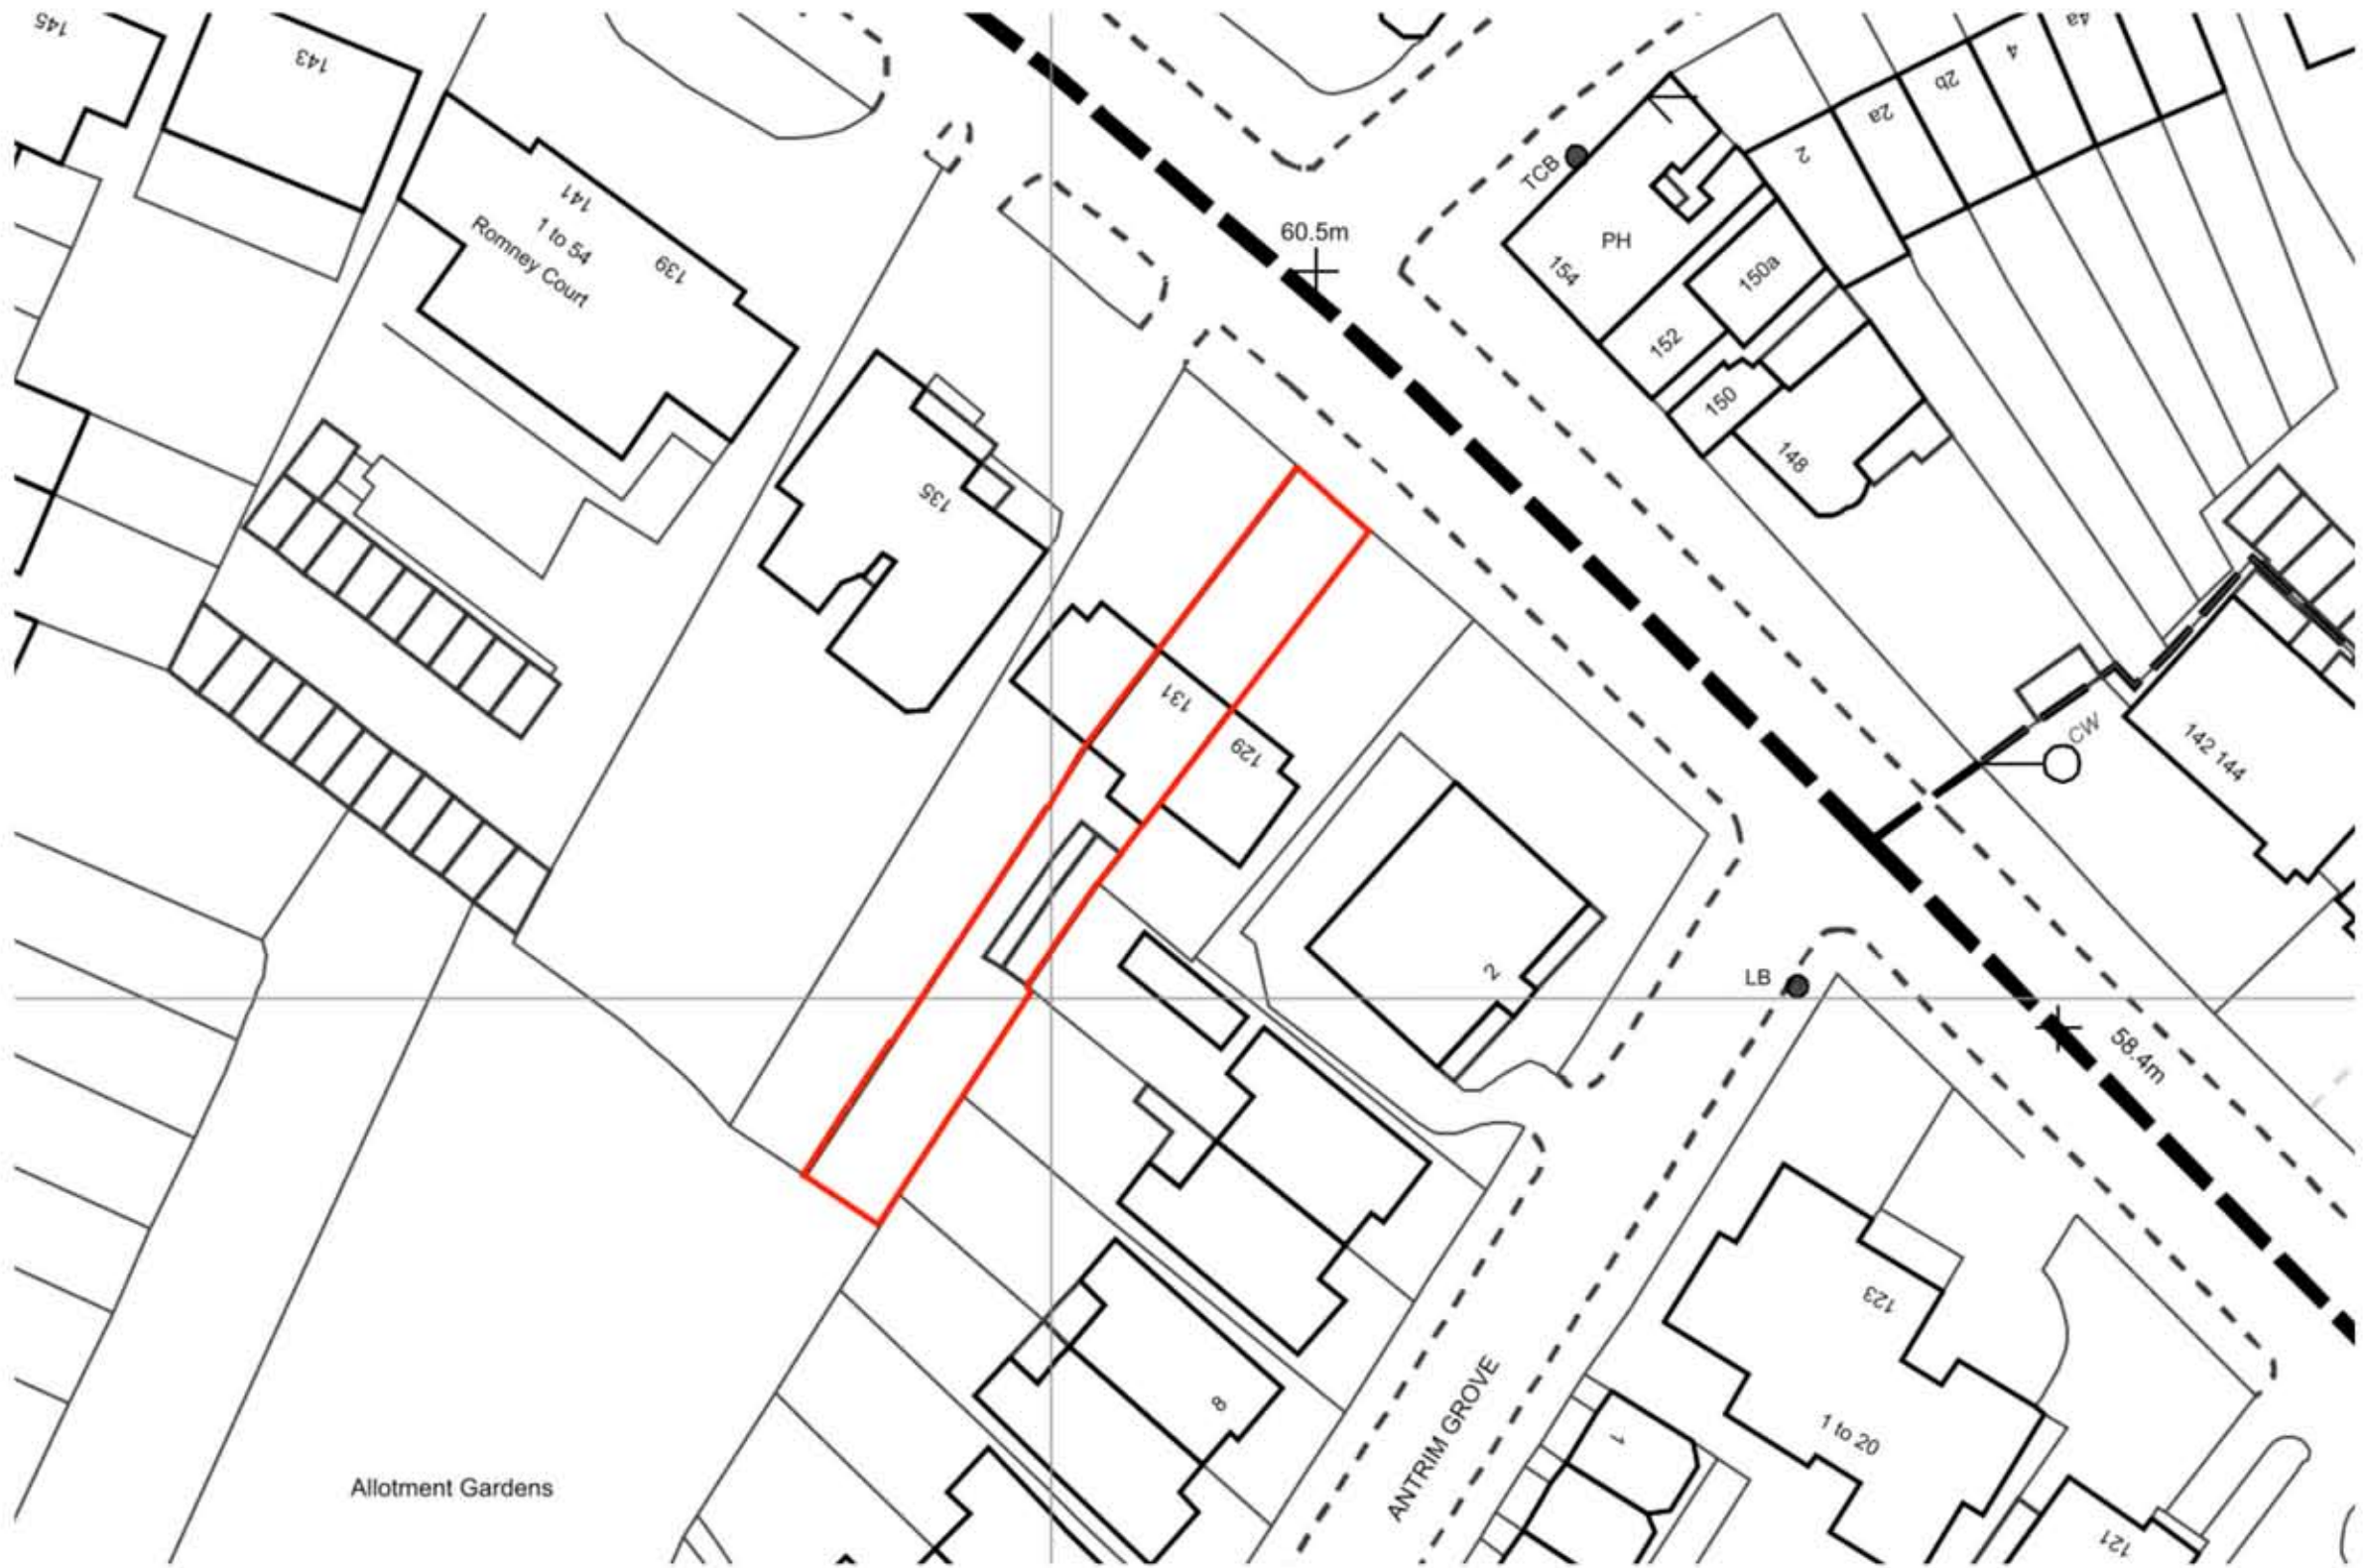 145
143
4a
4
2b
2a
2
TCB
PH
154
141
1 to 54
139
Romney Court
60.5m
150a
152
150
148
135
131
129
142 144
CW
2
LB
58.4m
123
8
ANTRIM GROVE
1
1 to 20
Allotment Gardens
121